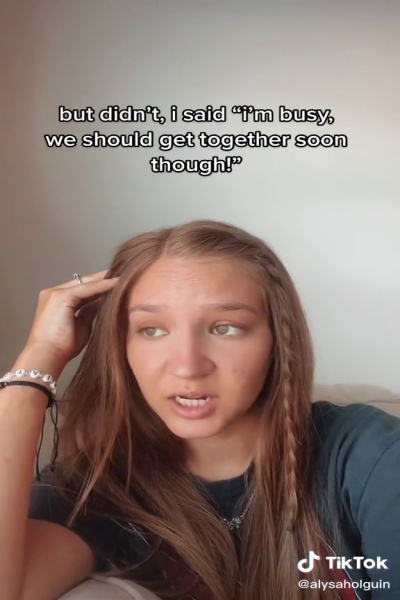 but didn't, i said "i'm busy,
we should get together soon
though!"
TikTok
@alysaholguin